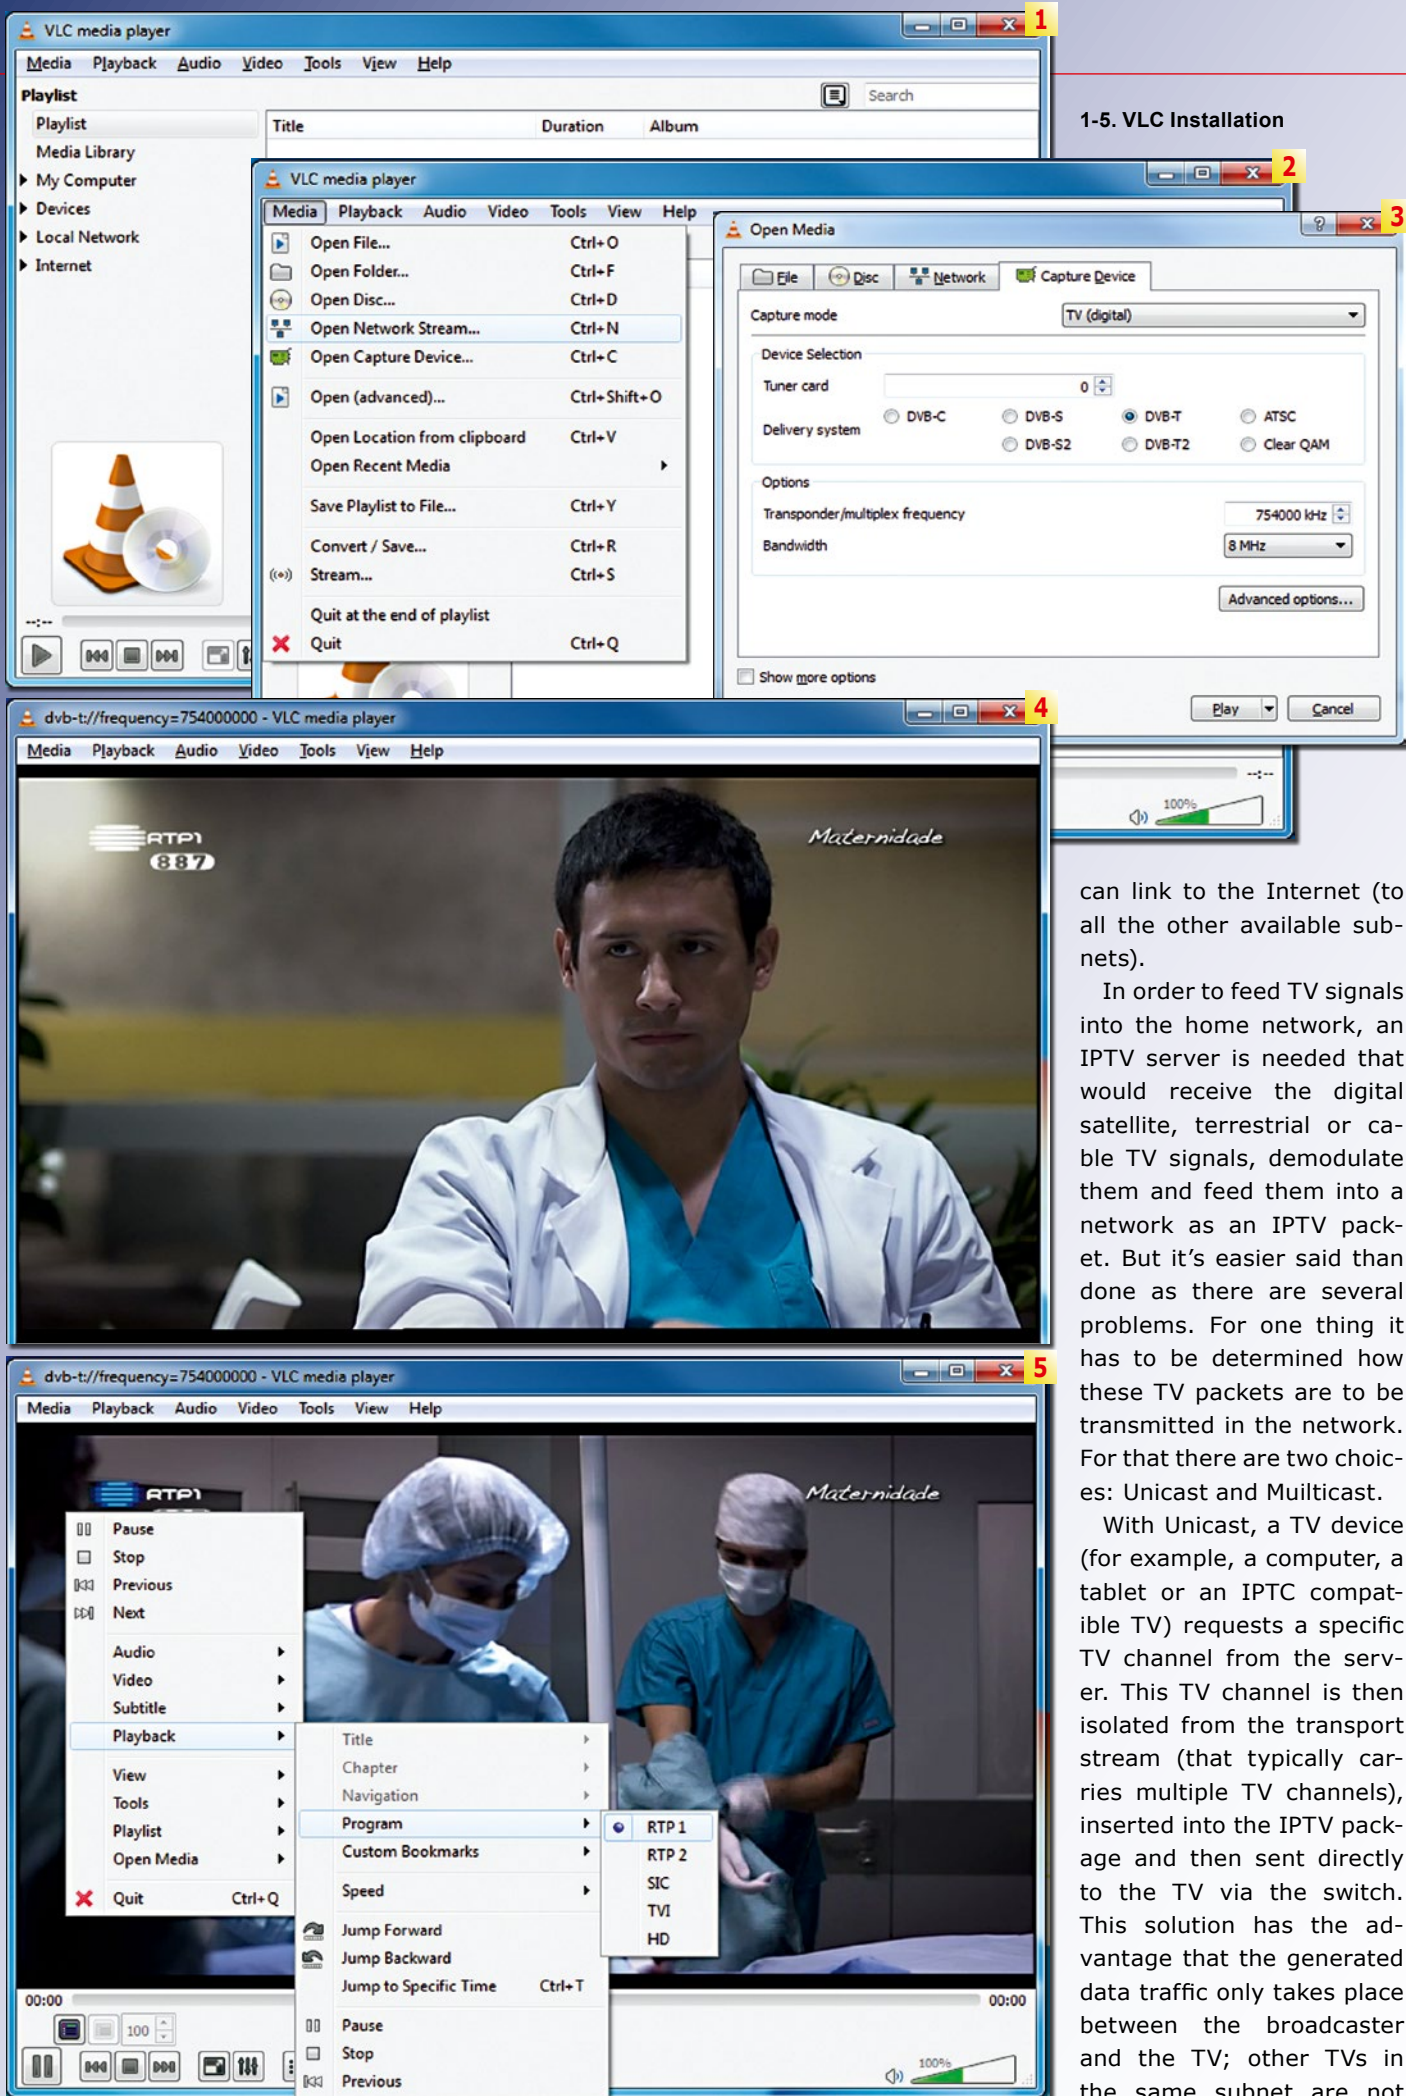 VLC media player
1
Media Playback Audio Video Tools View Help
Playlist
Search
Playlist
Title Duration Album
Media Library
My Computer
Devices
Local Network
Internet
--:--
1-5. VLC Installation
VLC media player
2
Media Playback Audio Video Tools View Help
Open File... Ctrl+O
Open Folder... Ctrl+F
Open Disc... Ctrl+D
Open Network Stream... Ctrl+N
Open Capture Device... Ctrl+C
Open (advanced)... Ctrl+Shift+O
Open Location from clipboard Ctrl+V
Open Recent Media
Save Playlist to File... Ctrl+Y
Convert / Save... Ctrl+R
Stream... Ctrl+S
Quit at the end of playlist
Quit Ctrl+Q
--:--
100%
Open Media
3
File Disc Network Capture Device
Capture mode TV (digital)
Device Selection
Tuner card 0
Delivery system
DVB-C DVB-S DVB-T ATSC
DVB-S2 DVB-T2 Clear QAM
Options
Transponder/multiplex frequency 754000 kHz
Bandwidth 8 MHz
Advanced options...
Show more options
Play Cancel
dvb-t://frequency=754000000 - VLC media player
4
Media Playback Audio Video Tools View Help
RTP1
887
Maternidade
dvb-t://frequency=754000000 - VLC media player
5
Media Playback Audio Video Tools View Help
RTP1
Maternidade
Pause
Stop
Previous
Next
Audio
Video
Subtitle
Playback
View
Tools
Playlist
Open Media
Quit Ctrl+Q
Title
Chapter
Navigation
Program
Custom Bookmarks
Speed
Jump Forward
Jump Backward
Jump to Specific Time Ctrl+T
Pause
Stop
Previous
RTP 1
RTP 2
SIC
TVI
HD
00:00
00:00
100
100%
can link to the Internet (to
all the other available sub-
nets).
In order to feed TV signals
into the home network, an
IPTV server is needed that
would receive the digital
satellite, terrestrial or ca-
ble TV signals, demodulate
them and feed them into a
network as an IPTV pack-
et. But it’s easier said than
done as there are several
problems. For one thing it
has to be determined how
these TV packets are to be
transmitted in the network.
For that there are two choic-
es: Unicast and Muilticast.
With Unicast, a TV device
(for example, a computer, a
tablet or an IPTC compat-
ible TV) requests a specific
TV channel from the serv-
er. This TV channel is then
isolated from the transport
stream (that typically car-
ries multiple TV channels),
inserted into the IPTV pack-
age and then sent directly
to the TV via the switch.
This solution has the ad-
vantage that the generated
data traffic only takes place
between the broadcaster
and the TV; other TVs in
the same subnet are not